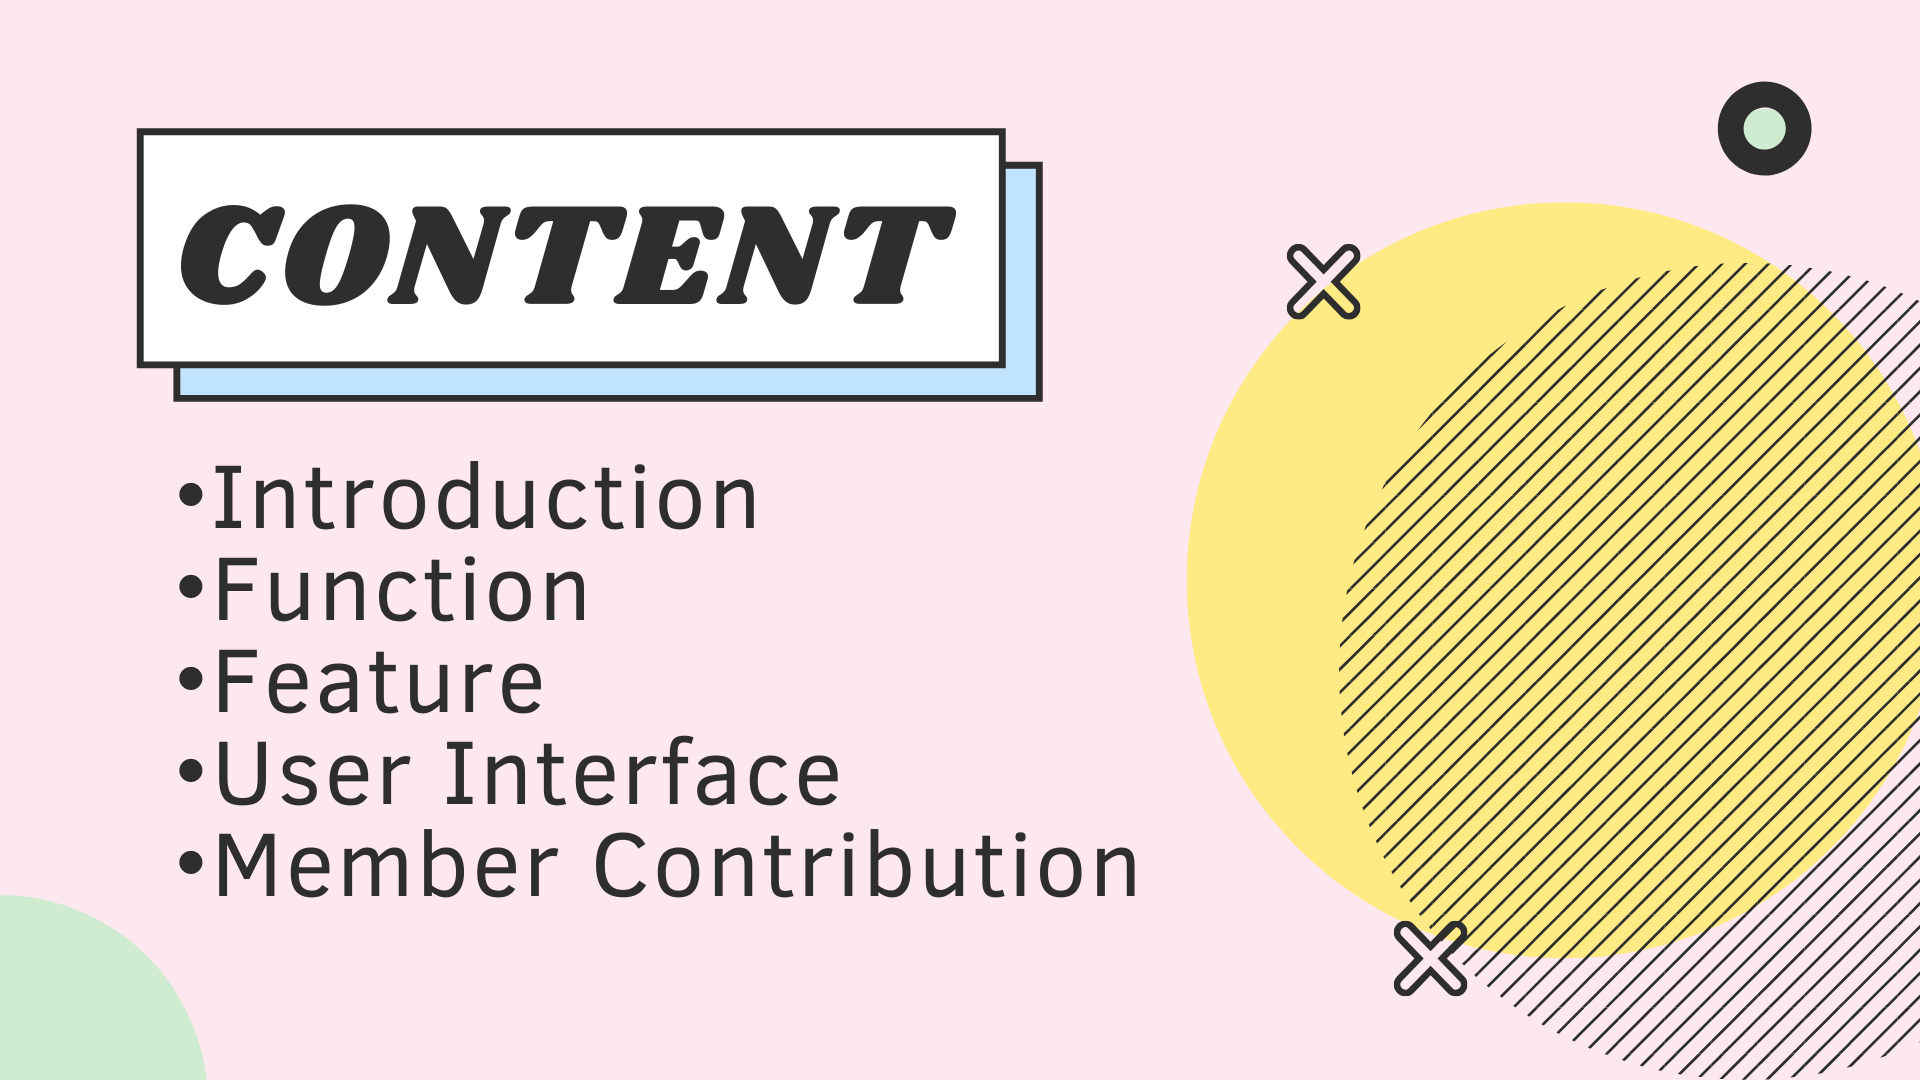 CONTENT
•Introduction
•Function
•Feature
•User Interface
•Member Contribution